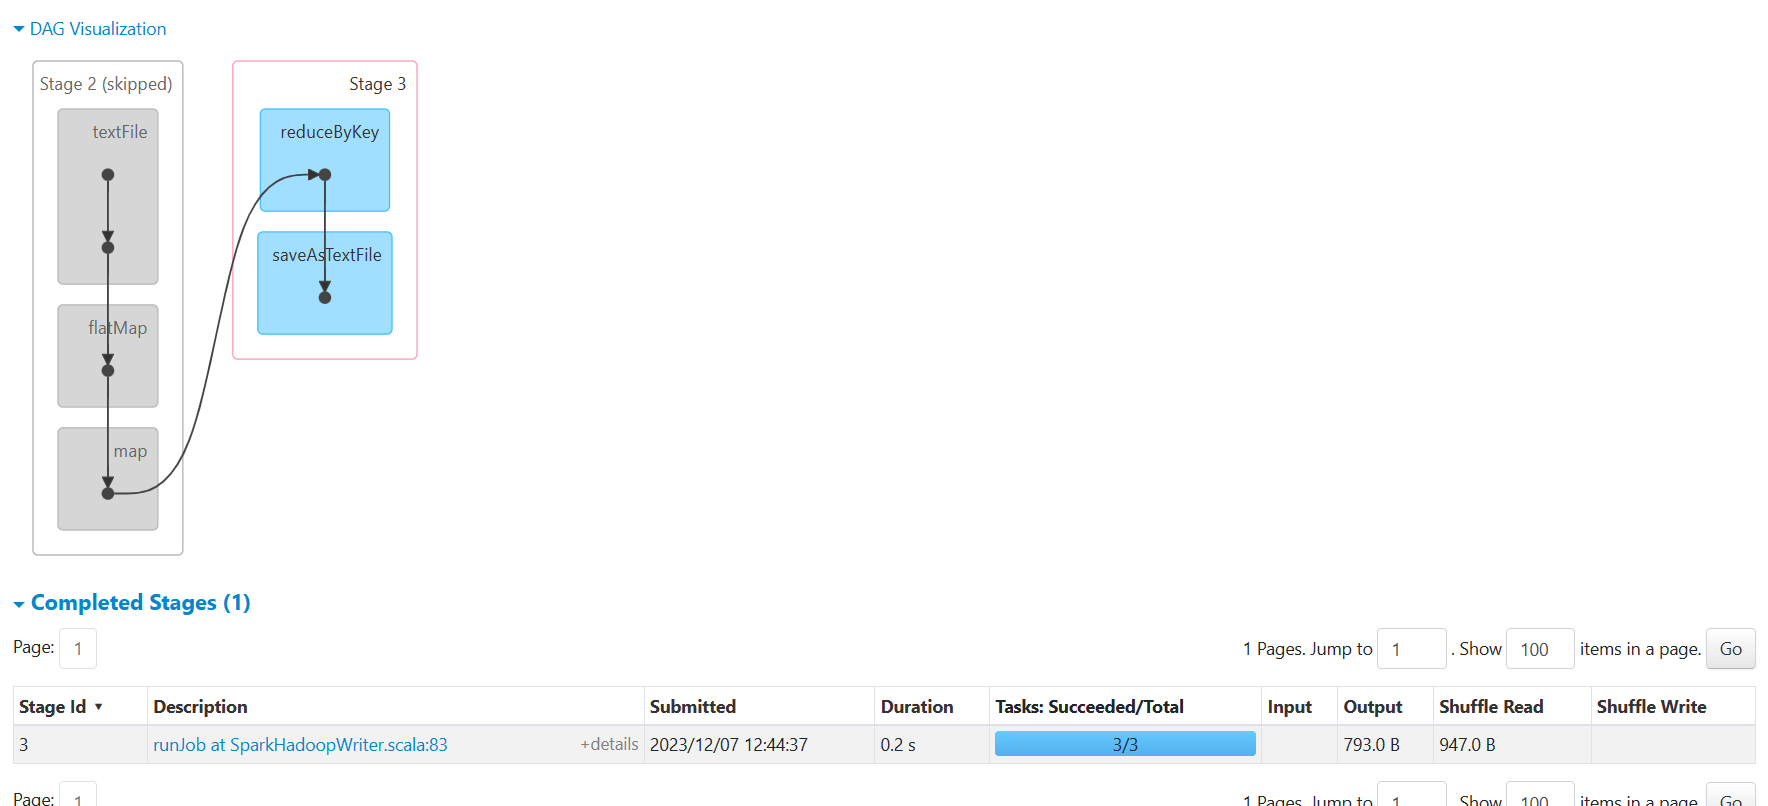 DAG Visualization
Stage 2 (skipped)
textFile
flatMap
map
Stage 3
reduceByKey
saveAsTextFile
Completed Stages (1)
Page: 1
1 Pages. Jump to 1 . Show 100 items in a page. Go
Stage Id ▾ Description Submitted Duration Tasks: Succeeded/Total Input Output Shuffle Read Shuffle Write
3 runJob at SparkHadoopWriter.scala:83 +details 2023/12/07 12:44:37 0.2 s 3/3 793.0 B 947.0 B
Page: 1
1 Pages. Jump to 1 . Show 100 items in a page. Go